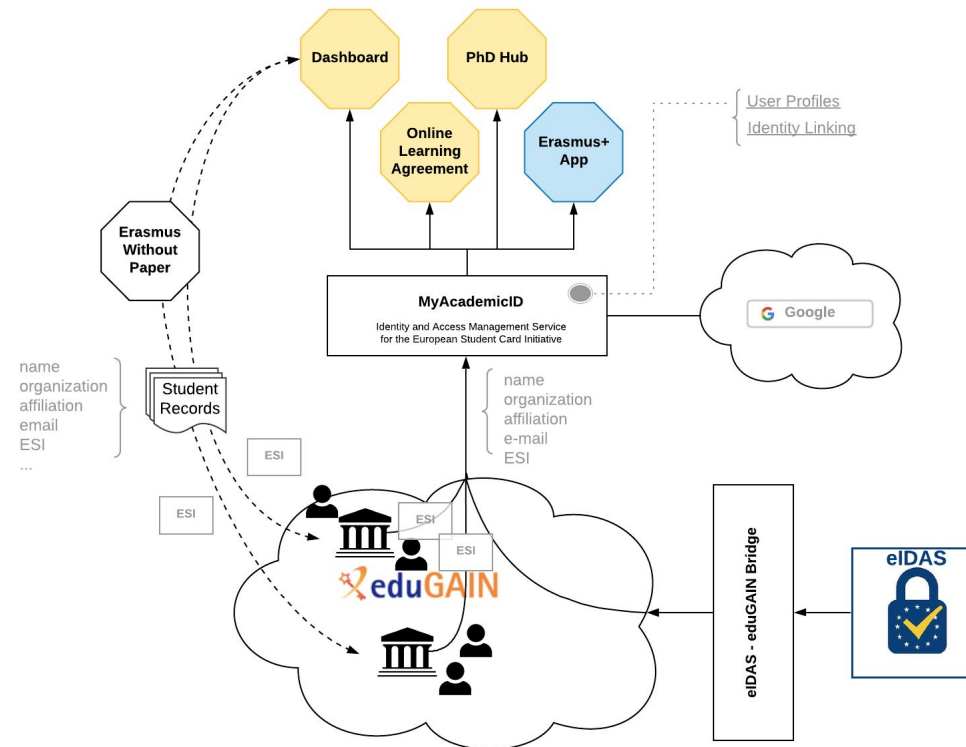 Dashboard
PhD Hub
Online
Learning
Agreement
Erasmus+
App
User Profiles
Identity Linking
Erasmus
Without
Paper
MyAcademicID
Identity and Access Management Service
for the European Student Card Initiative
Google
name
organization
affiliation
email
ESI
...
Student
Records
name
organization
affiliation
e-mail
ESI
ESI
ESI
ESI
ESI
eduGAIN
eIDAS - eduGAIN Bridge
eIDAS